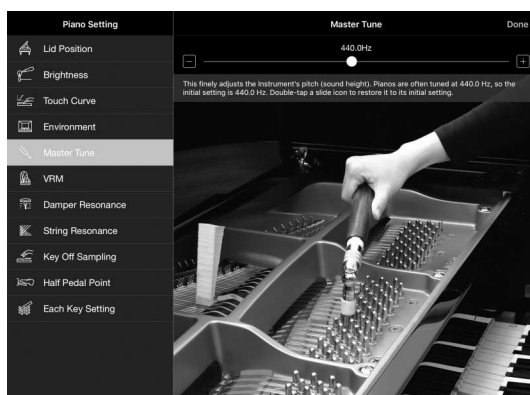 Piano Setting
Master Tune
Done
Lid Position
Brightness
Touch Curve
Environment
Master Tune
VRM
Damper Resonance
String Resonance
Key Off Sampling
Half Pedal Point
Each Key Setting
440.0Hz
This finely adjusts the Instrument's pitch (sound height). Pianos are often tuned at 440.0 Hz, so the
initial setting is 440.0 Hz. Double-tap a slide icon to restore it to its initial setting.